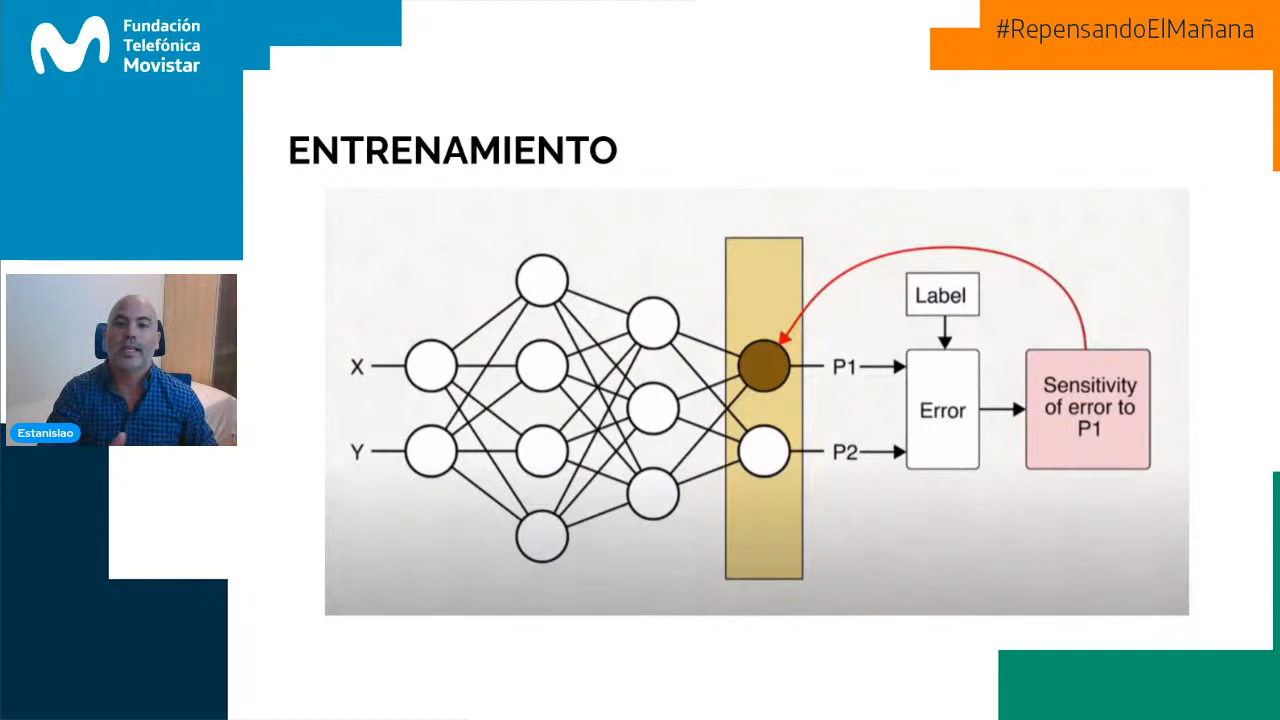 Fundación
Telefónica
Movistar
#RepensandoElMañana
ENTRENAMIENTO
X
Y
P1
P2
Label
Error
Sensitivity
of error to
P1
Estanislao